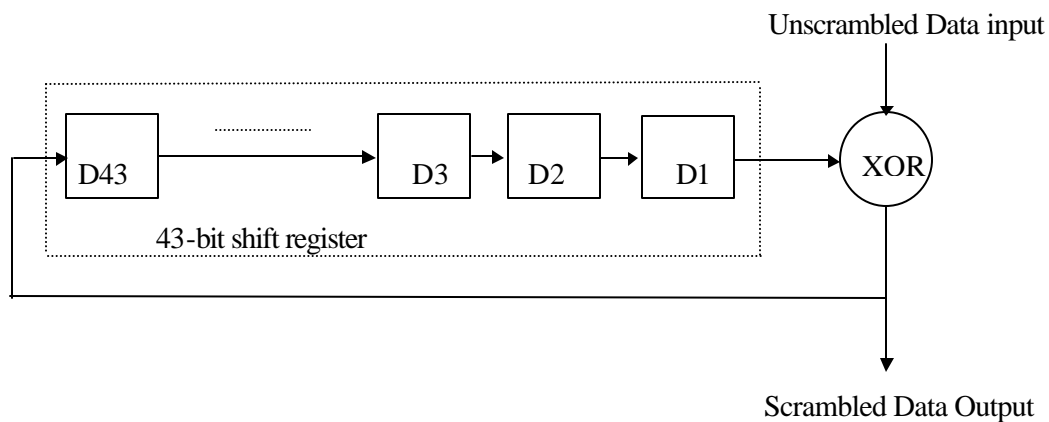 Unscrambled Data input
D43
D3
D2
D1
XOR
43-bit shift register
Scrambled Data Output